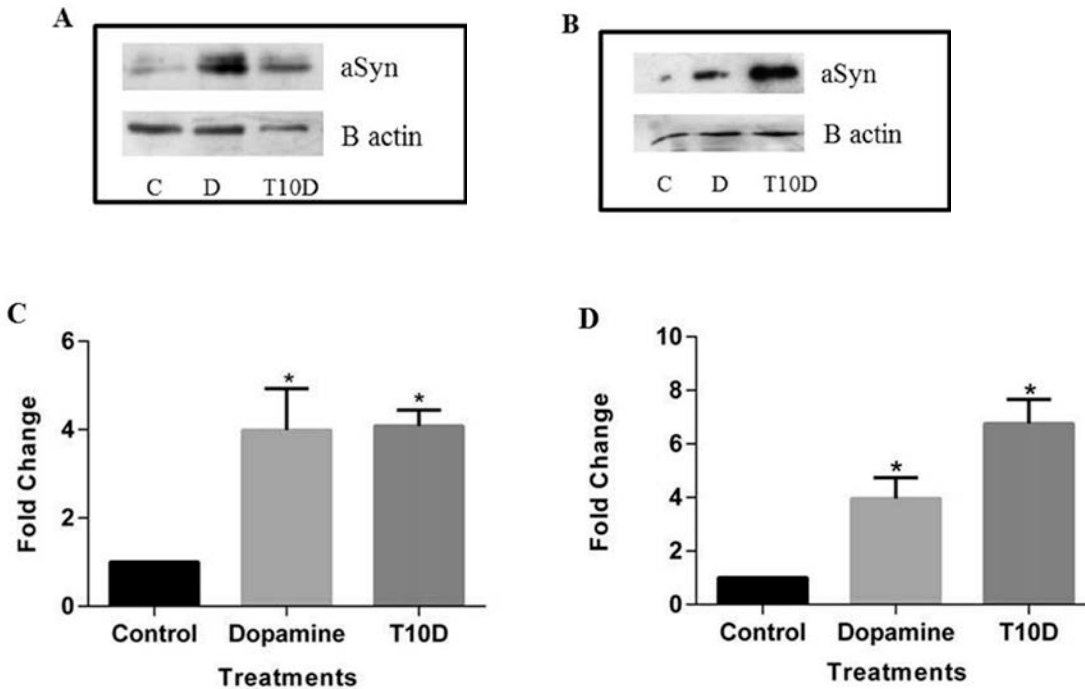 A
aSyn
B actin
C D T10D
B
aSyn
B actin
C D T10D
C
Fold Change
6
4
2
0
* *
Control Dopamine T10D
Treatments
D
Fold Change
10
8
6
4
2
0
* *
Control Dopamine T10D
Treatments